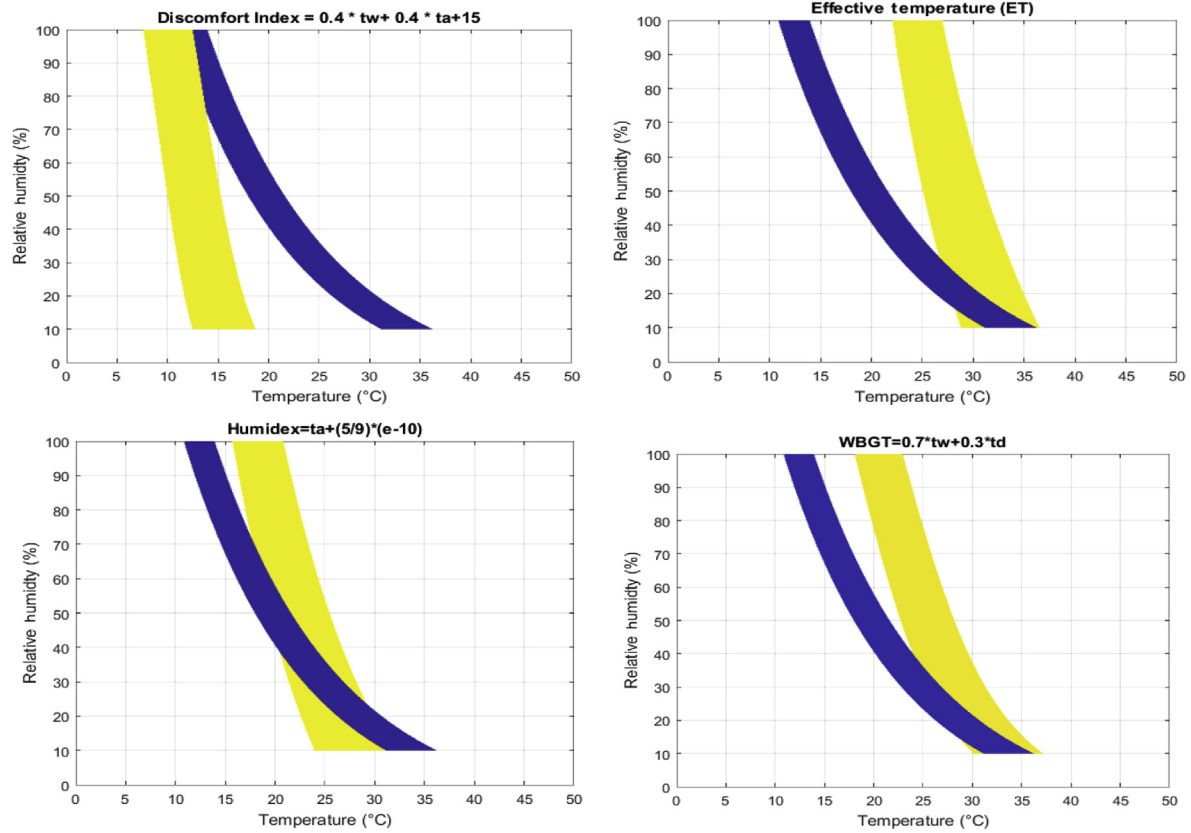 Discomfort Index = 0.4 * tw+ 0.4 * ta+15
100
90
80
70
60
50
40
30
20
10
0
Relative humidty (%)
0 5 10 15 20 25 30 35 40 45 50
Temperature (°C)
Effective temperature (ET)
100
90
80
70
60
50
40
30
20
10
0
Relative humidty (%)
0 5 10 15 20 25 30 35 40 45 50
Temperature (°C)
Humidex=ta+(5/9)*(e-10)
100
90
80
70
60
50
40
30
20
10
0
Relative humidty (%)
0 5 10 15 20 25 30 35 40 45 50
Temperature (°C)
WBGT=0.7*tw+0.3*td
100
90
80
70
60
50
40
30
20
10
0
Relative humidty (%)
0 5 10 15 20 25 30 35 40 45 50
Temperature (°C)